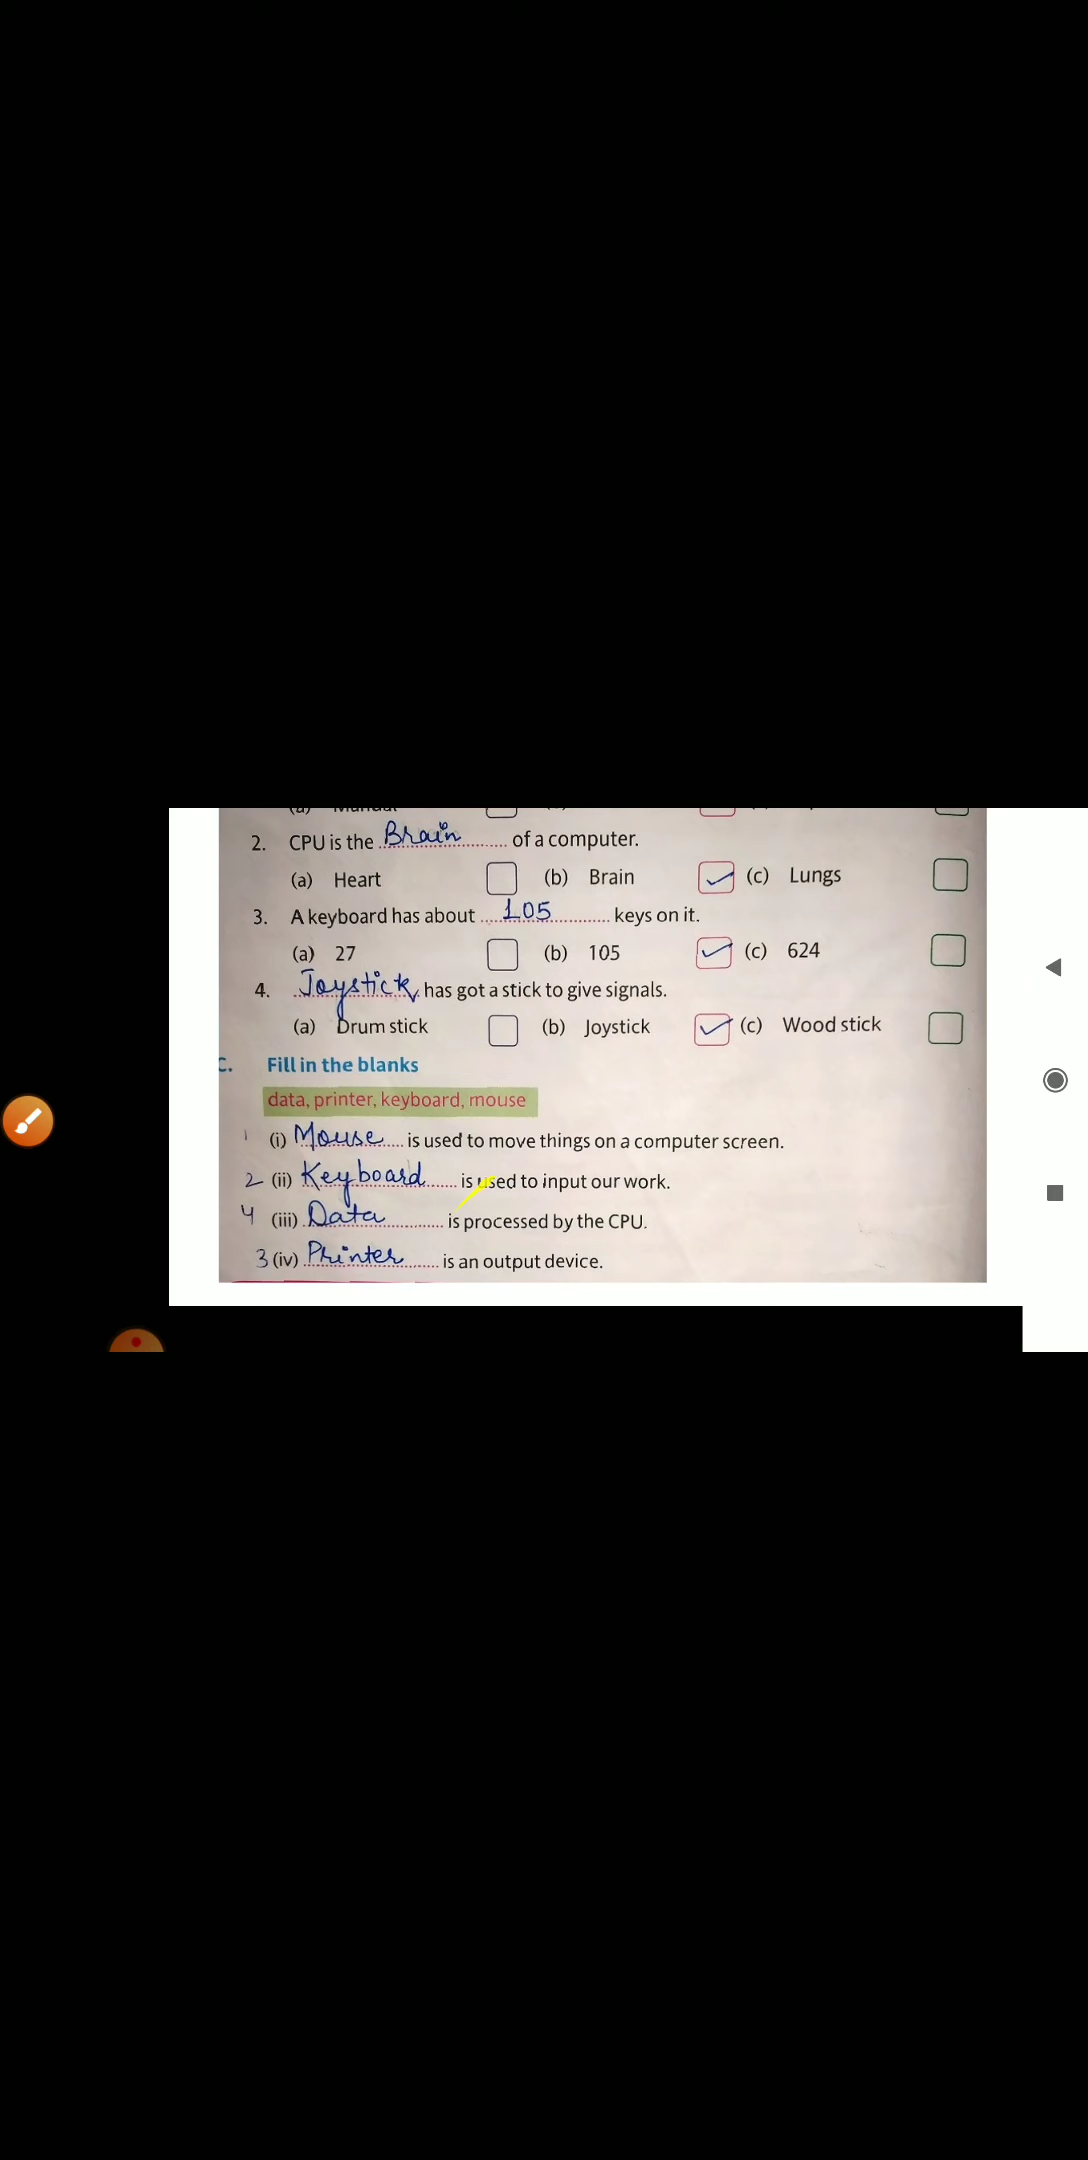 (a) Manual
2. CPU is the Brain of a computer.
(a) Heart (b) Brain (c) Lungs
3. A keyboard has about 105 keys on it.
(a) 27 (b) 105 (c) 624
4. Joystick has got a stick to give signals.
(a) Drum stick (b) Joystick (c) Wood stick
C. Fill in the blanks
data, printer, keyboard, mouse
1 (i) Mouse is used to move things on a computer screen.
2 (ii) Keyboard is used to input our work.
4 (iii) Data is processed by the CPU.
3 (iv) Printer is an output device.